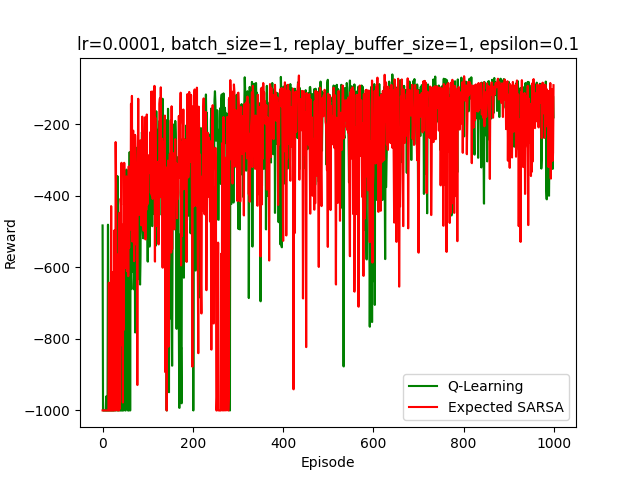 lr=0.0001, batch_size=1, replay_buffer_size=1, epsilon=0.1
Reward
−200
−400
−600
−800
−1000
0 200 400 600 800 1000
Episode
Q-Learning
Expected SARSA